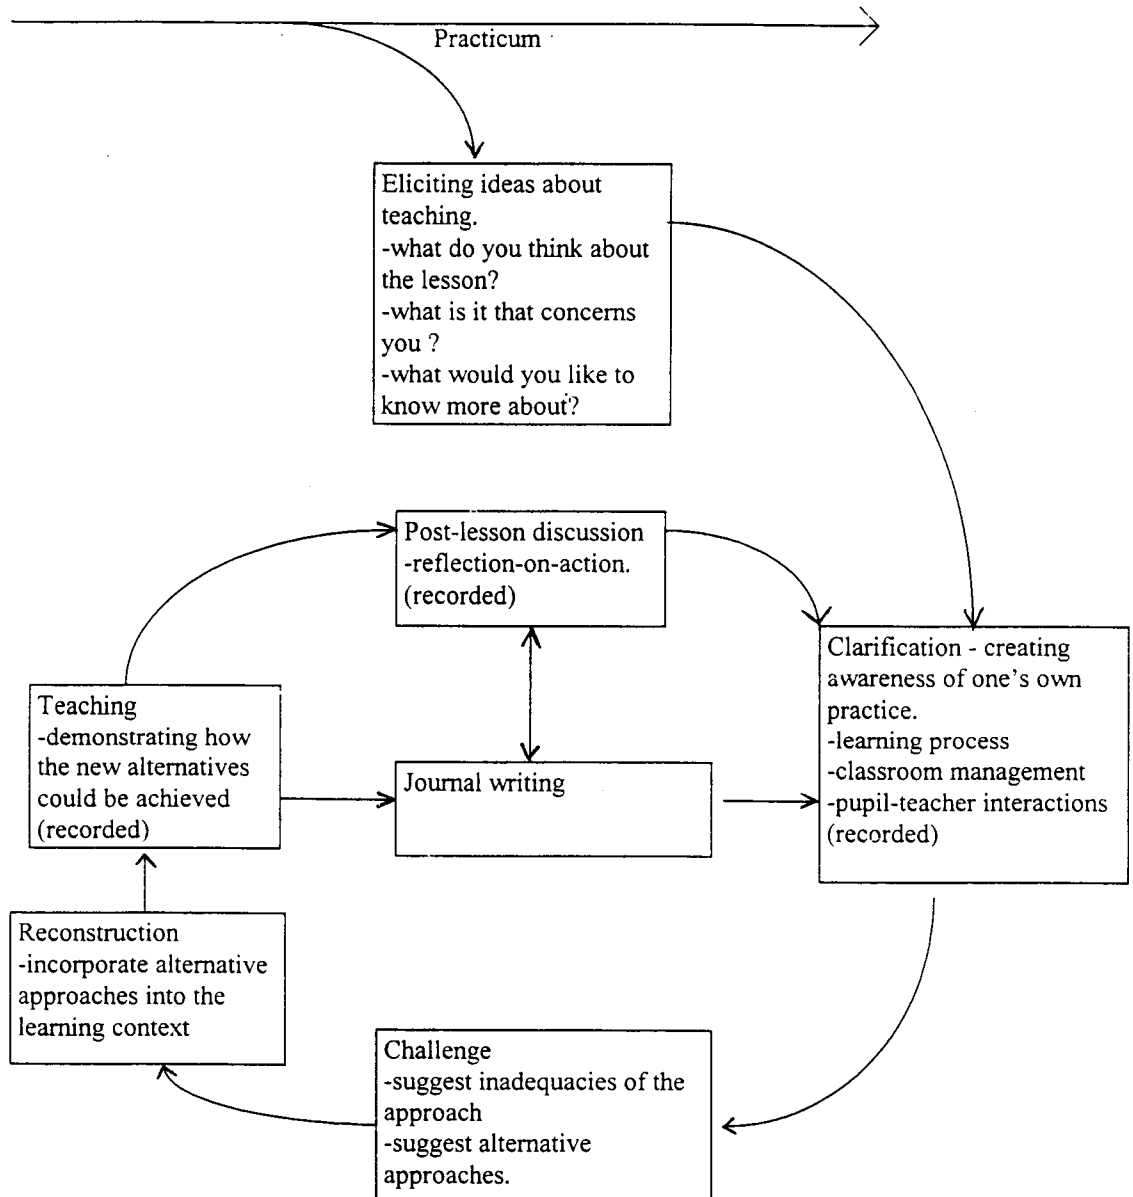 Practicum
Eliciting ideas about
teaching.
-what do you think about
the lesson?
-what is it that concerns
you ?
-what would you like to
know more about?
Post-lesson discussion
-reflection-on-action.
(recorded)
Clarification - creating
awareness of one's own
practice.
-learning process
-classroom management
-pupil-teacher interactions
(recorded)
Teaching
-demonstrating how
the new alternatives
could be achieved
(recorded)
Journal writing
Reconstruction
-incorporate alternative
approaches into the
learning context
Challenge
-suggest inadequacies of the
approach
-suggest alternative
approaches.